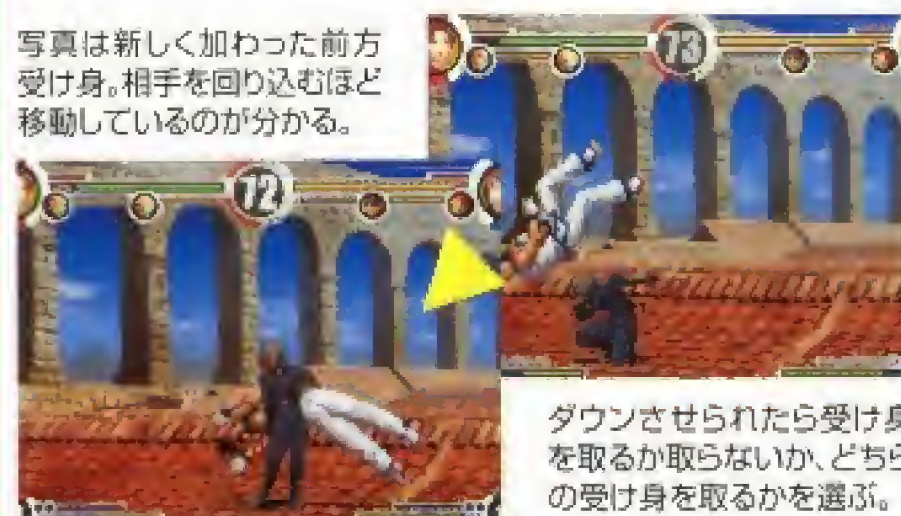 写真は新しく加わった前方
受け身。相手を回り込むほど
移動しているのが分かる。
73
72
ダウンさせられたら受け身
を取るか取らないか、どちら
の受け身を取るかを選ぶ。